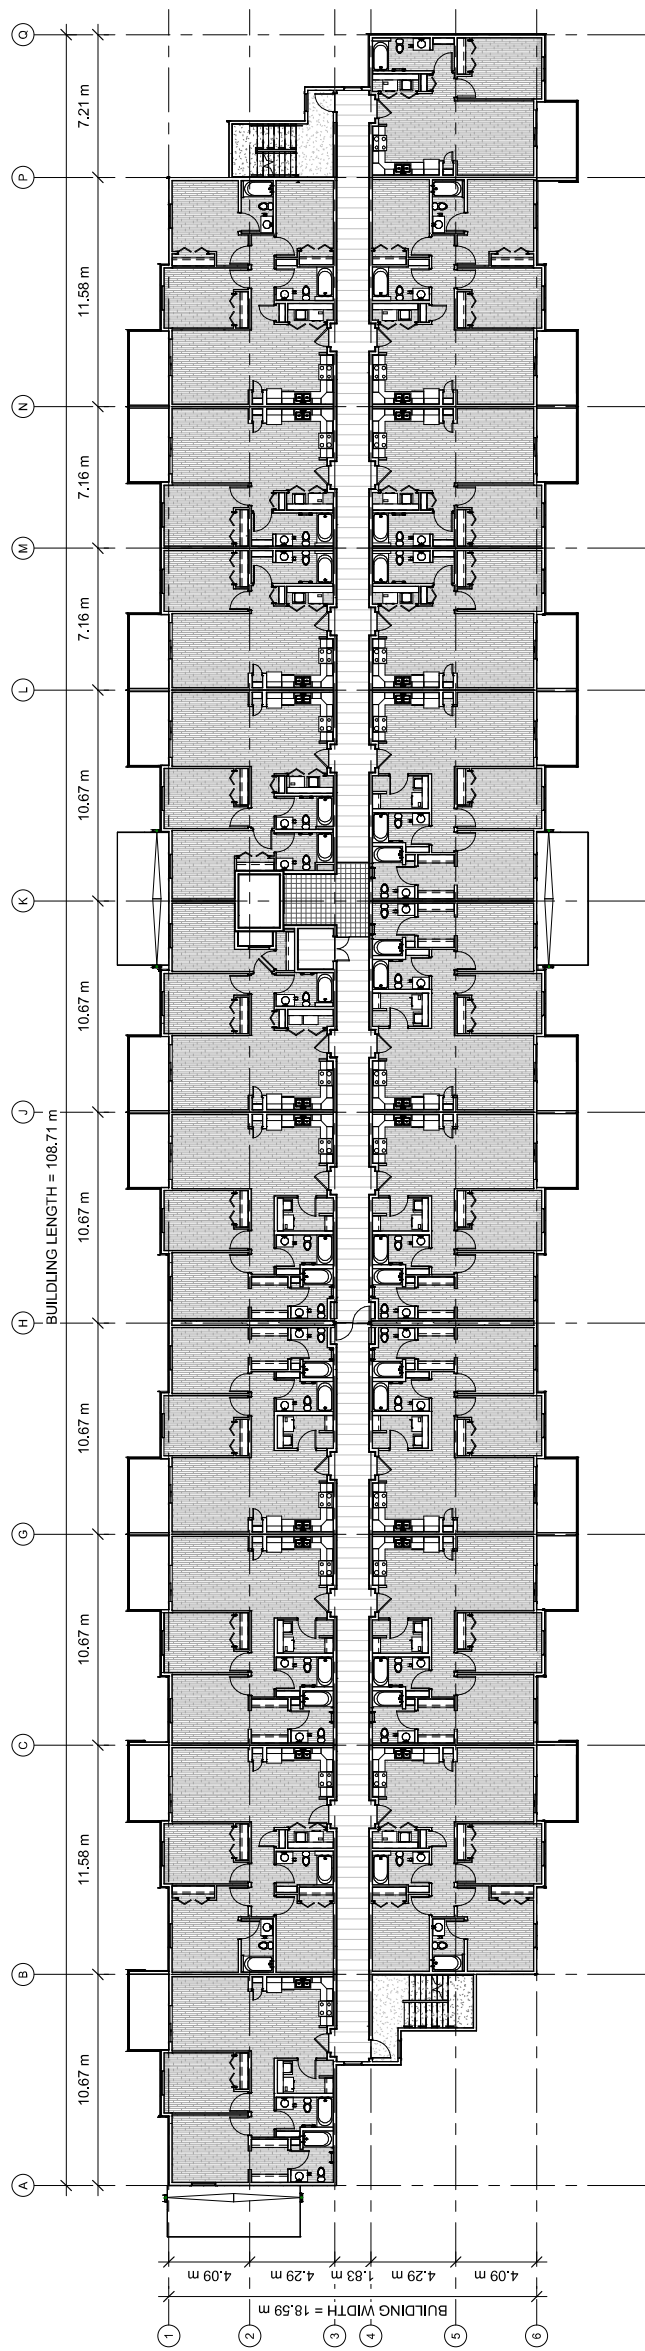 Q
7.21 m
P
11.58 m
N
7.16 m
M
7.16 m
L
10.67 m
K
10.67 m
J
BUILDLING LENGTH = 108.71 m
10.67 m
H
10.67 m
G
10.67 m
C
11.58 m
B
10.67 m
A
4.09 m
4.29 m
1.83 m
4.29 m
4.09 m
BUILDING WIDTH = 18.59 m
1
2
3
4
5
6